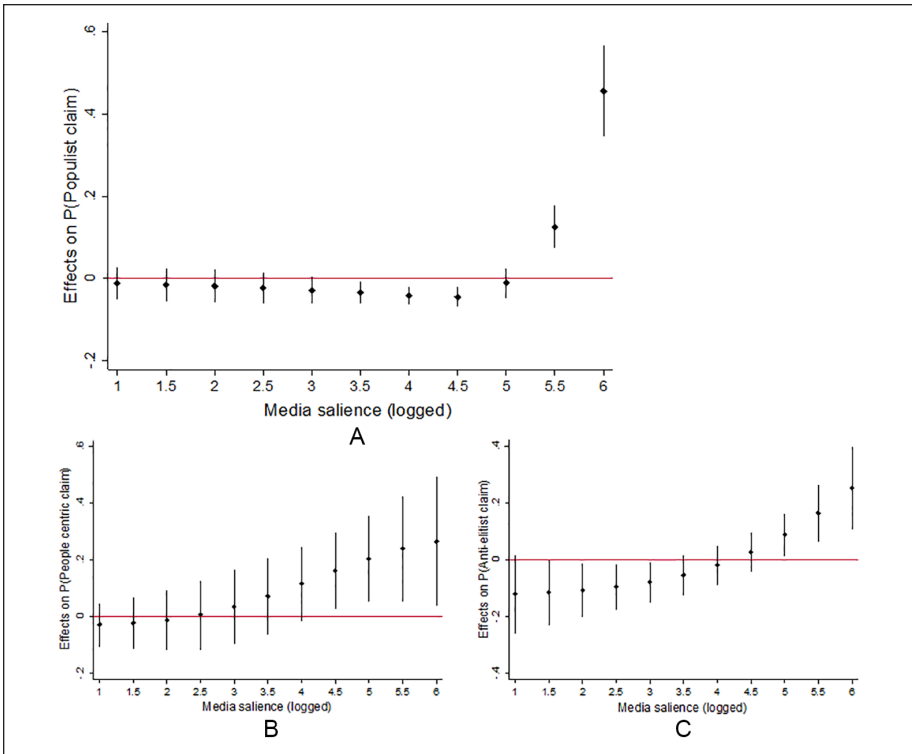 Effects on P(Populist claim)
.6
.4
.2
0
-.2
1 1.5 2 2.5 3 3.5 4 4.5 5 5.5 6
Media salience (logged)
A
Effects on P(People centric claim)
.6
.4
.2
0
-.2
1 1.5 2 2.5 3 3.5 4 4.5 5 5.5 6
Media salience (logged)
B
Effects on P(Anti-elitist claim)
.4
.2
0
-.2
-.4
1 1.5 2 2.5 3 3.5 4 4.5 5 5.5 6
Media salience (logged)
C